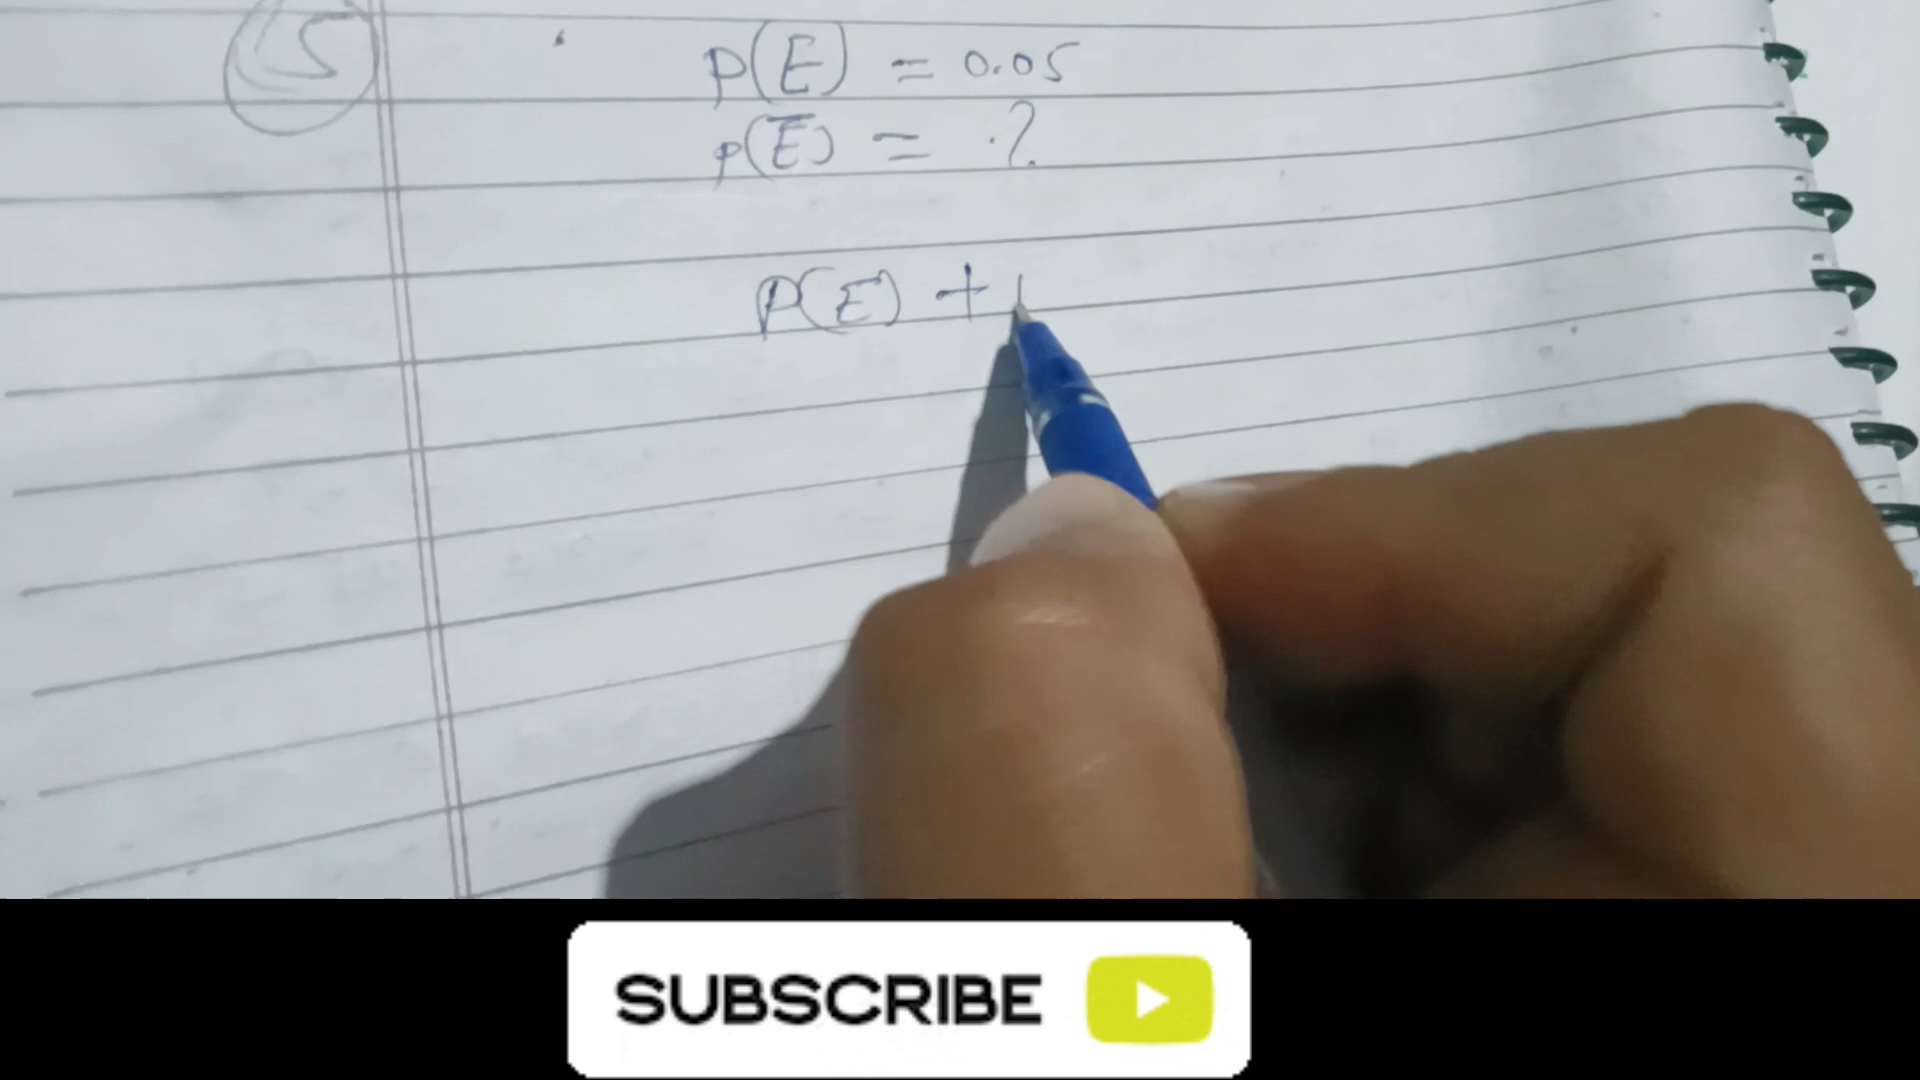 5
P(E) = 0.05
P(E̅) = ?
P(E) +
SUBSCRIBE